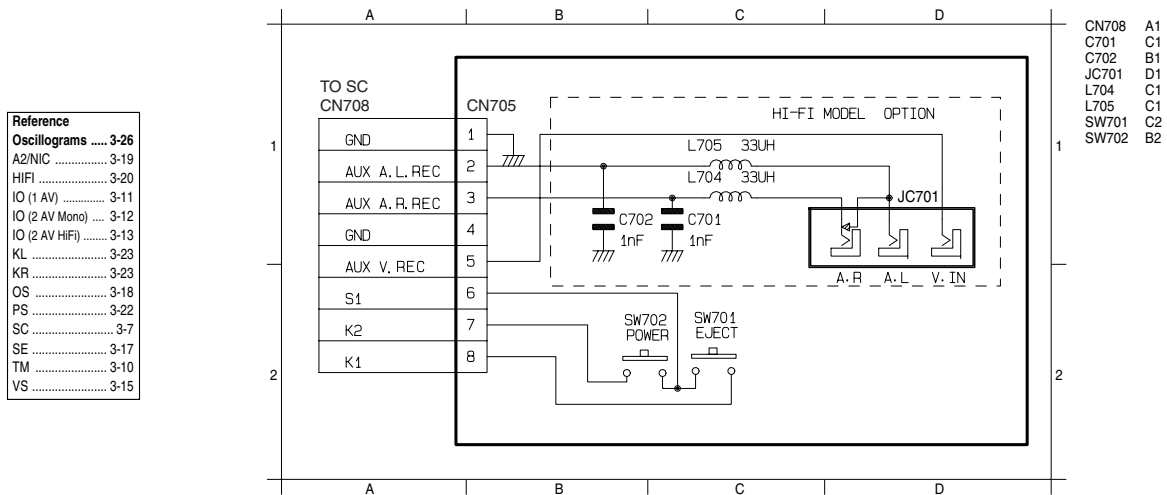 A B C D
CN708 A1
C701 C1
C702 B1
JC701 D1
L704 C1
L705 C1
SW701 C2
SW702 B2
Reference
Oscillograms ..... 3-26
A2/NIC .............. 3-19
HIFI ..................... 3-20
IO (1 AV) ............. 3-11
IO (2 AV Mono) .... 3-12
IO (2 AV HiFi) ........ 3-13
KL ....................... 3-23
KR ...................... 3-23
OS ...................... 3-18
PS ....................... 3-22
SC ........................ 3-7
SE ....................... 3-17
TM ...................... 3-10
VS ....................... 3-15
TO SC
CN708 CN705
HI-FI MODEL OPTION
1 GND 1 1
L705 33UH
AUX A.L.REC 2
L704 33UH
AUX A.R.REC 3 JC701
C702 C701
1nF 1nF
GND 4
AUX V.REC 5
A.R A.L V.IN
S1 6
SW702 SW701
POWER EJECT
K2 7
K1 8
2 2
A B C D